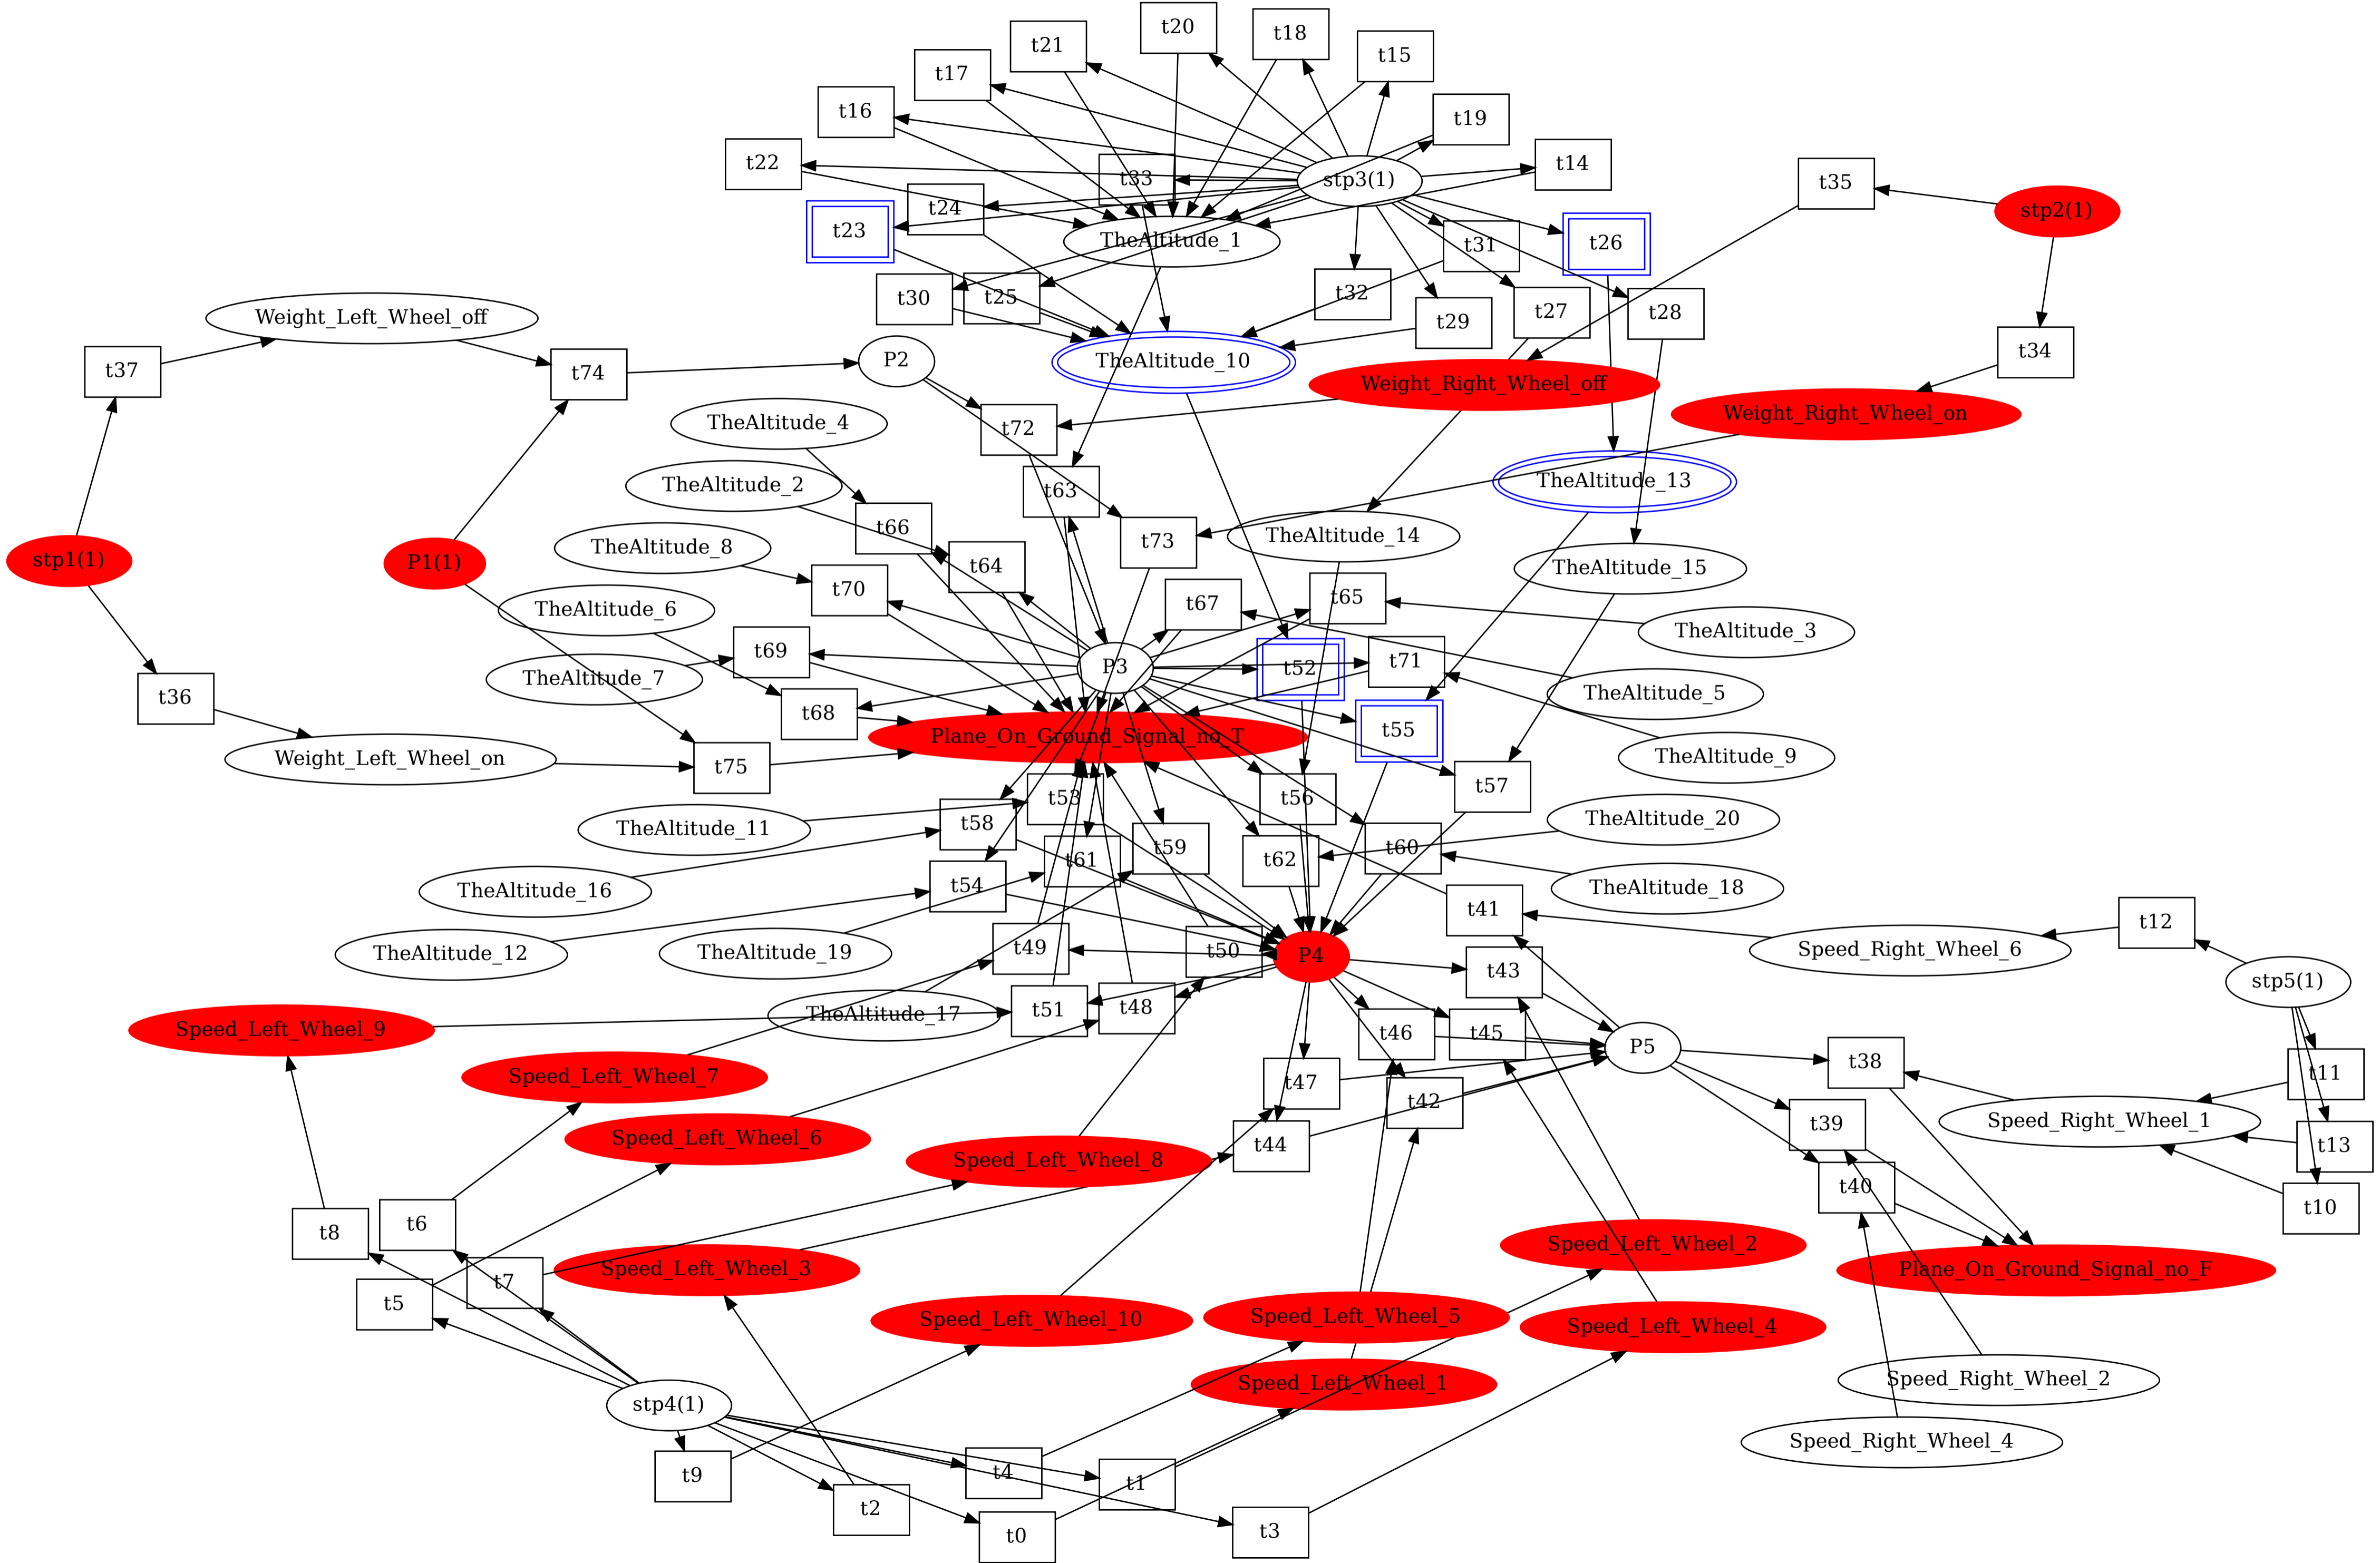 t20
t18
t21
t15
t17
t16
t19
t22
t33
stp3(1)
t14
t35
stp2(1)
t24
t23
TheAltitude_1
t31
t26
t30
t25
t32
t29
t27
t28
t34
Weight_Left_Wheel_off
t37
t74
P2
TheAltitude_10
Weight_Right_Wheel_off
Weight_Right_Wheel_on
TheAltitude_4
t72
TheAltitude_2
t63
TheAltitude_13
t66
t73
TheAltitude_14
TheAltitude_8
t64
stp1(1)
P1(1)
TheAltitude_15
t70
TheAltitude_6
t67
t65
TheAltitude_3
t69
TheAltitude_7
P3
t52
t71
TheAltitude_5
t36
t68
Plane_On_Ground_Signal_no_T
t55
Weight_Left_Wheel_on
t75
TheAltitude_9
t57
t53
t56
TheAltitude_11
t58
TheAltitude_20
t59
t61
t62
t60
TheAltitude_16
t54
TheAltitude_18
t41
t12
TheAltitude_12
TheAltitude_19
t49
t50
P4
Speed_Right_Wheel_6
t43
stp5(1)
TheAltitude_17
t51
t48
Speed_Left_Wheel_9
t46
t45
P5
t38
Speed_Left_Wheel_7
t47
t42
t11
t39
Speed_Right_Wheel_1
Speed_Left_Wheel_6
t44
t13
Speed_Left_Wheel_8
t40
t10
t6
t8
Speed_Left_Wheel_2
Speed_Left_Wheel_3
Plane_On_Ground_Signal_no_F
t7
t5
Speed_Left_Wheel_10
Speed_Left_Wheel_5
Speed_Left_Wheel_4
Speed_Left_Wheel_1
Speed_Right_Wheel_2
stp4(1)
Speed_Right_Wheel_4
t9
t4
t1
t2
t0
t3